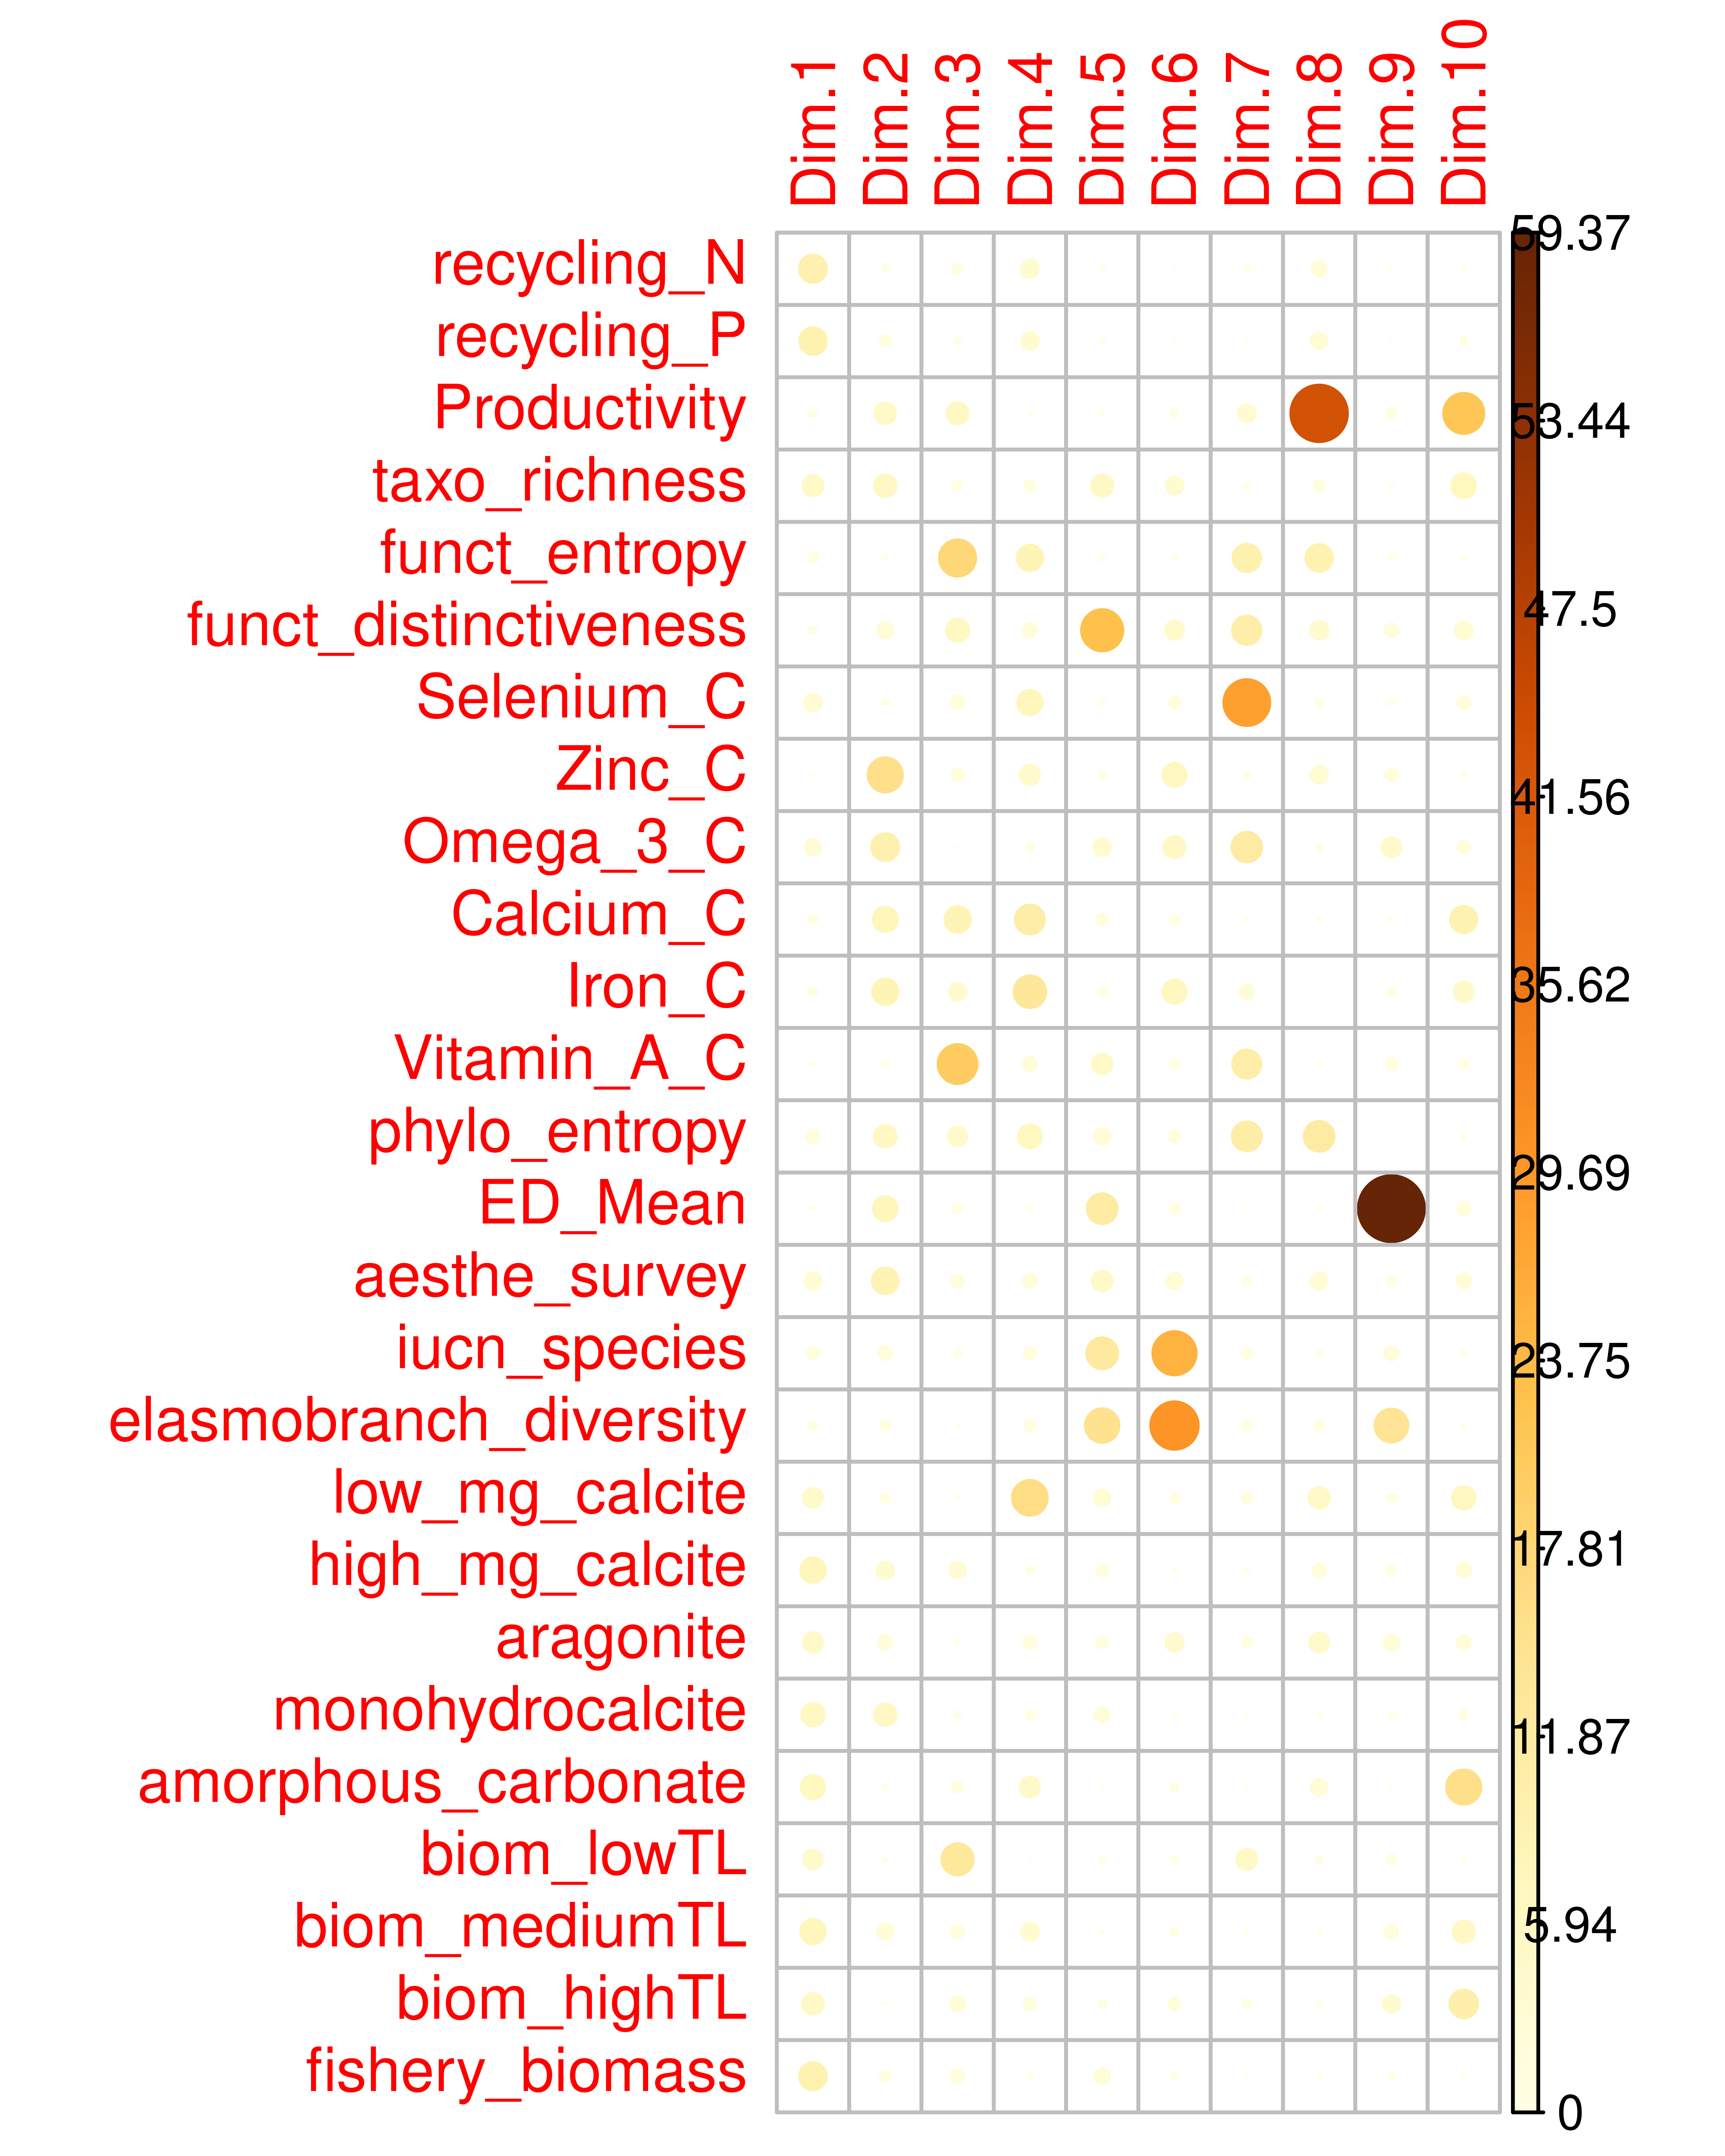 Dim.1 Dim.2 Dim.3 Dim.4 Dim.5 Dim.6 Dim.7 Dim.8 Dim.9 Dim.10
recycling_N
recycling_P
Productivity
taxo_richness
funct_entropy
funct_distinctiveness
Selenium_C
Zinc_C
Omega_3_C
Calcium_C
Iron_C
Vitamin_A_C
phylo_entropy
ED_Mean
aesthe_survey
iucn_species
elasmobranch_diversity
low_mg_calcite
high_mg_calcite
aragonite
monohydrocalcite
amorphous_carbonate
biom_lowTL
biom_mediumTL
biom_highTL
fishery_biomass
59.37
53.44
47.5
41.56
35.62
29.69
23.75
17.81
11.87
5.94
0